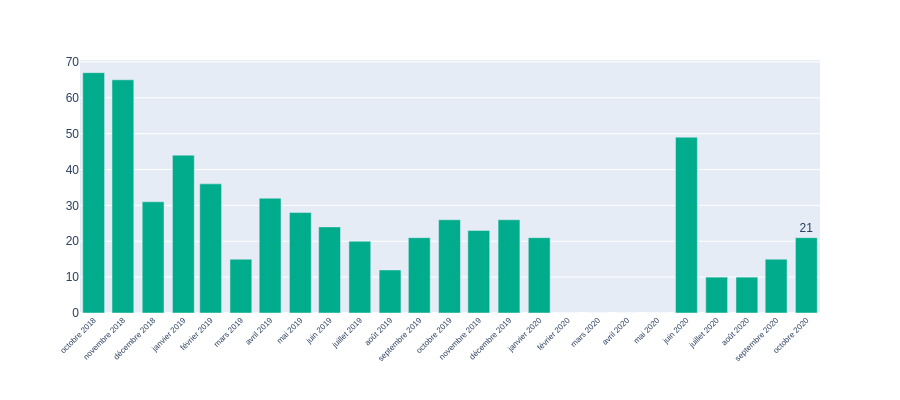 70
60
50
40
30
20
10
0
21
octobre 2018
novembre 2018
décembre 2018
janvier 2019
février 2019
mars 2019
avril 2019
mai 2019
juin 2019
juillet 2019
août 2019
septembre 2019
octobre 2019
novembre 2019
décembre 2019
janvier 2020
février 2020
mars 2020
avril 2020
mai 2020
juin 2020
juillet 2020
août 2020
septembre 2020
octobre 2020